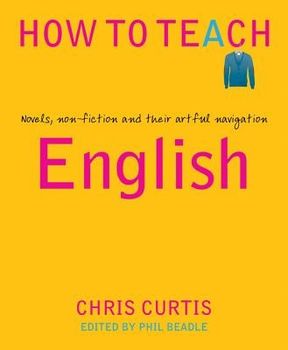 HOW TO TEACH
Novels, non-fiction and their artful navigation
English
CHRIS CURTIS
EDITED BY PHIL BEADLE